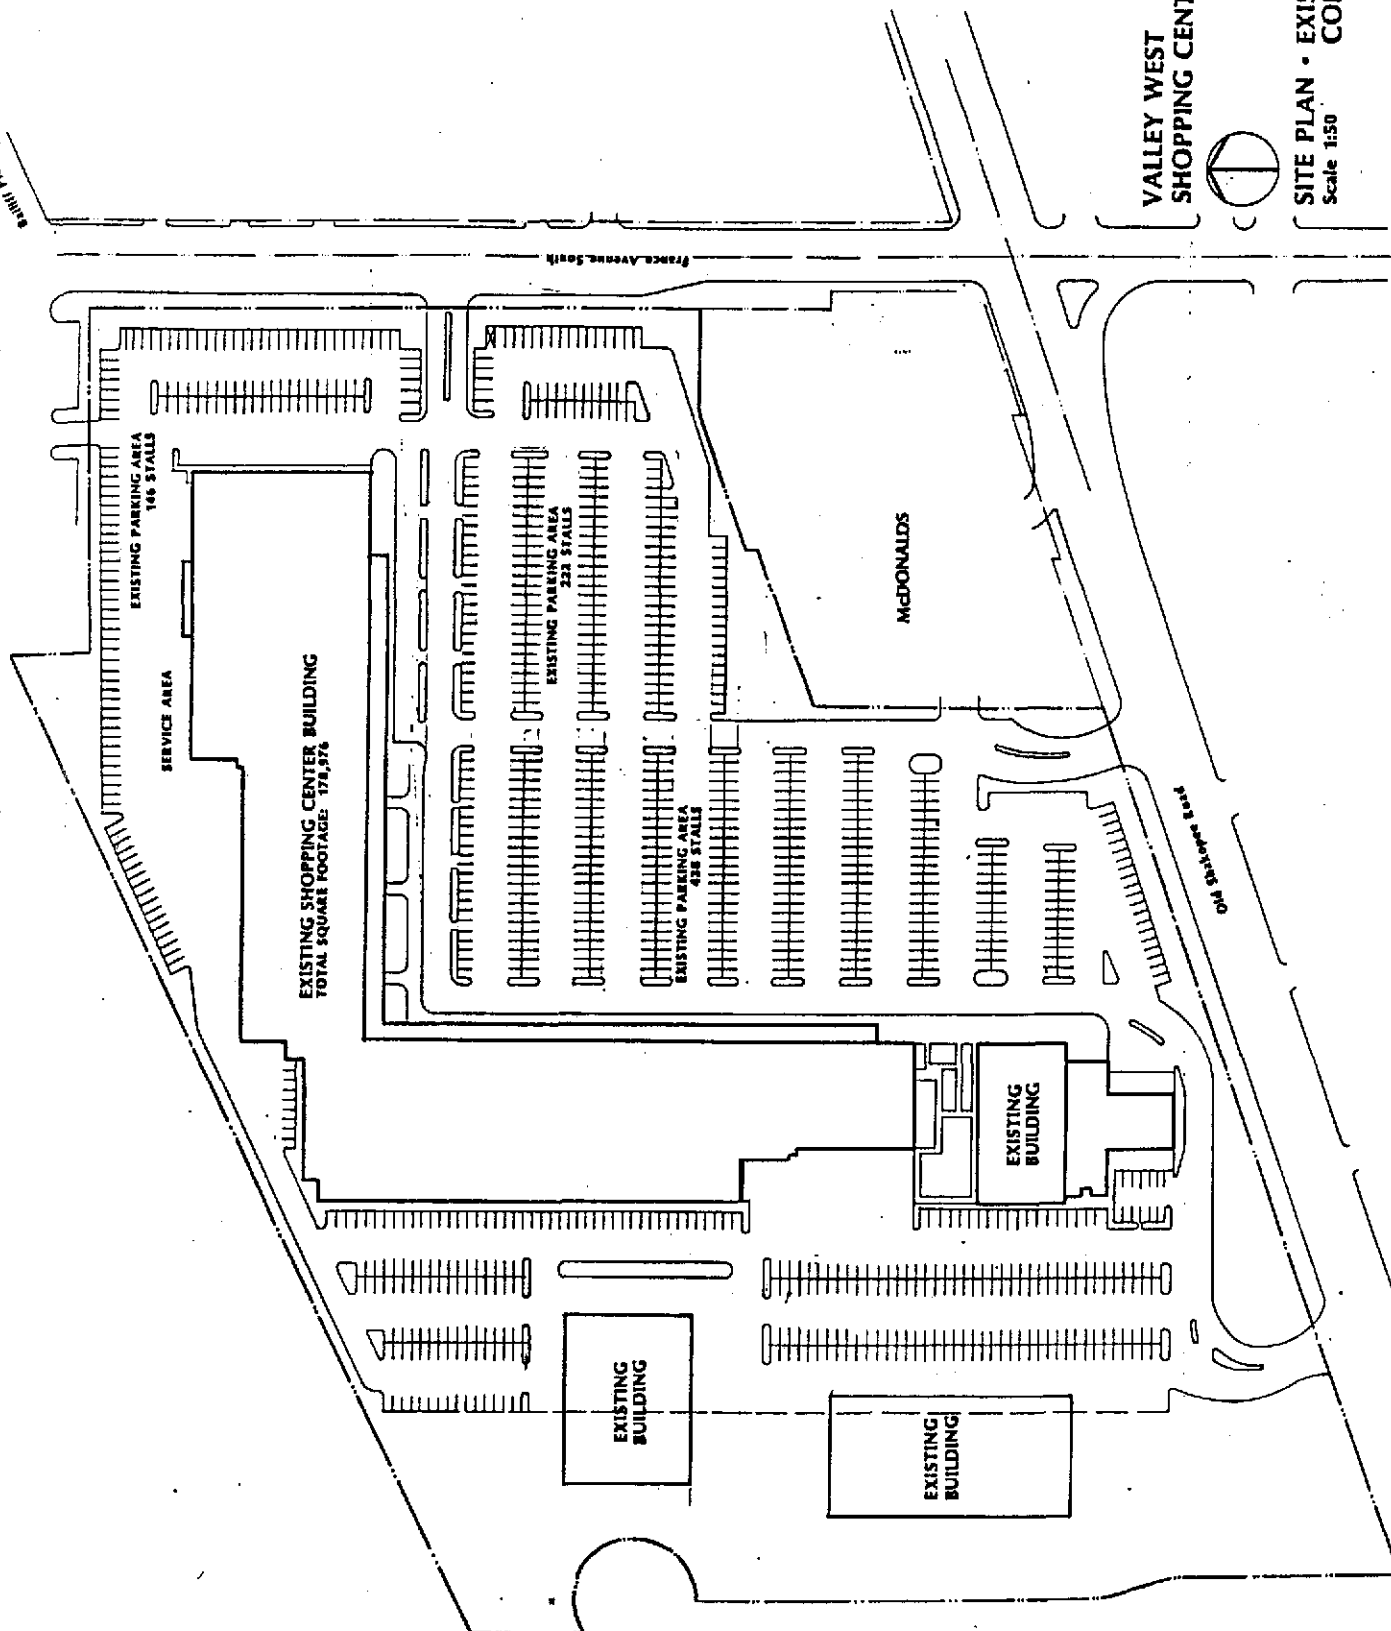 VALLEY WEST
SHOPPING CENT
SITE PLAN • EXIS
Scale 1:50 CO
France Avenue South
EXISTING PARKING AREA
146 STALLS
SERVICE AREA
EXISTING SHOPPING CENTER BUILDING
TOTAL SQUARE FOOTAGE: 178,976
EXISTING PARKING AREA
222 STALLS
EXISTING PARKING AREA
438 STALLS
McDONALDS
Old Shakopee Road
EXISTING
BUILDING
EXISTING
BUILDING
EXISTING
BUILDING